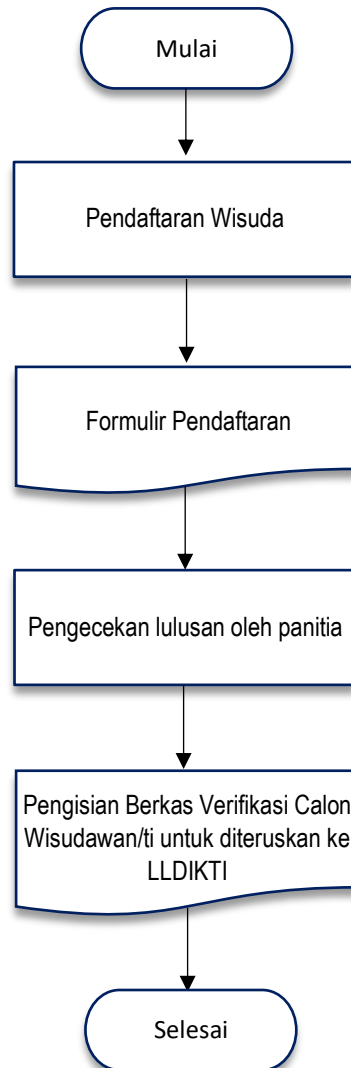 Mulai
Pendaftaran Wisuda
Formulir Pendaftaran
Pengecekan lulusan oleh panitia
Pengisian Berkas Verifikasi Calon
Wisudawan/ti untuk diteruskan ke
LLDIKTI
Selesai